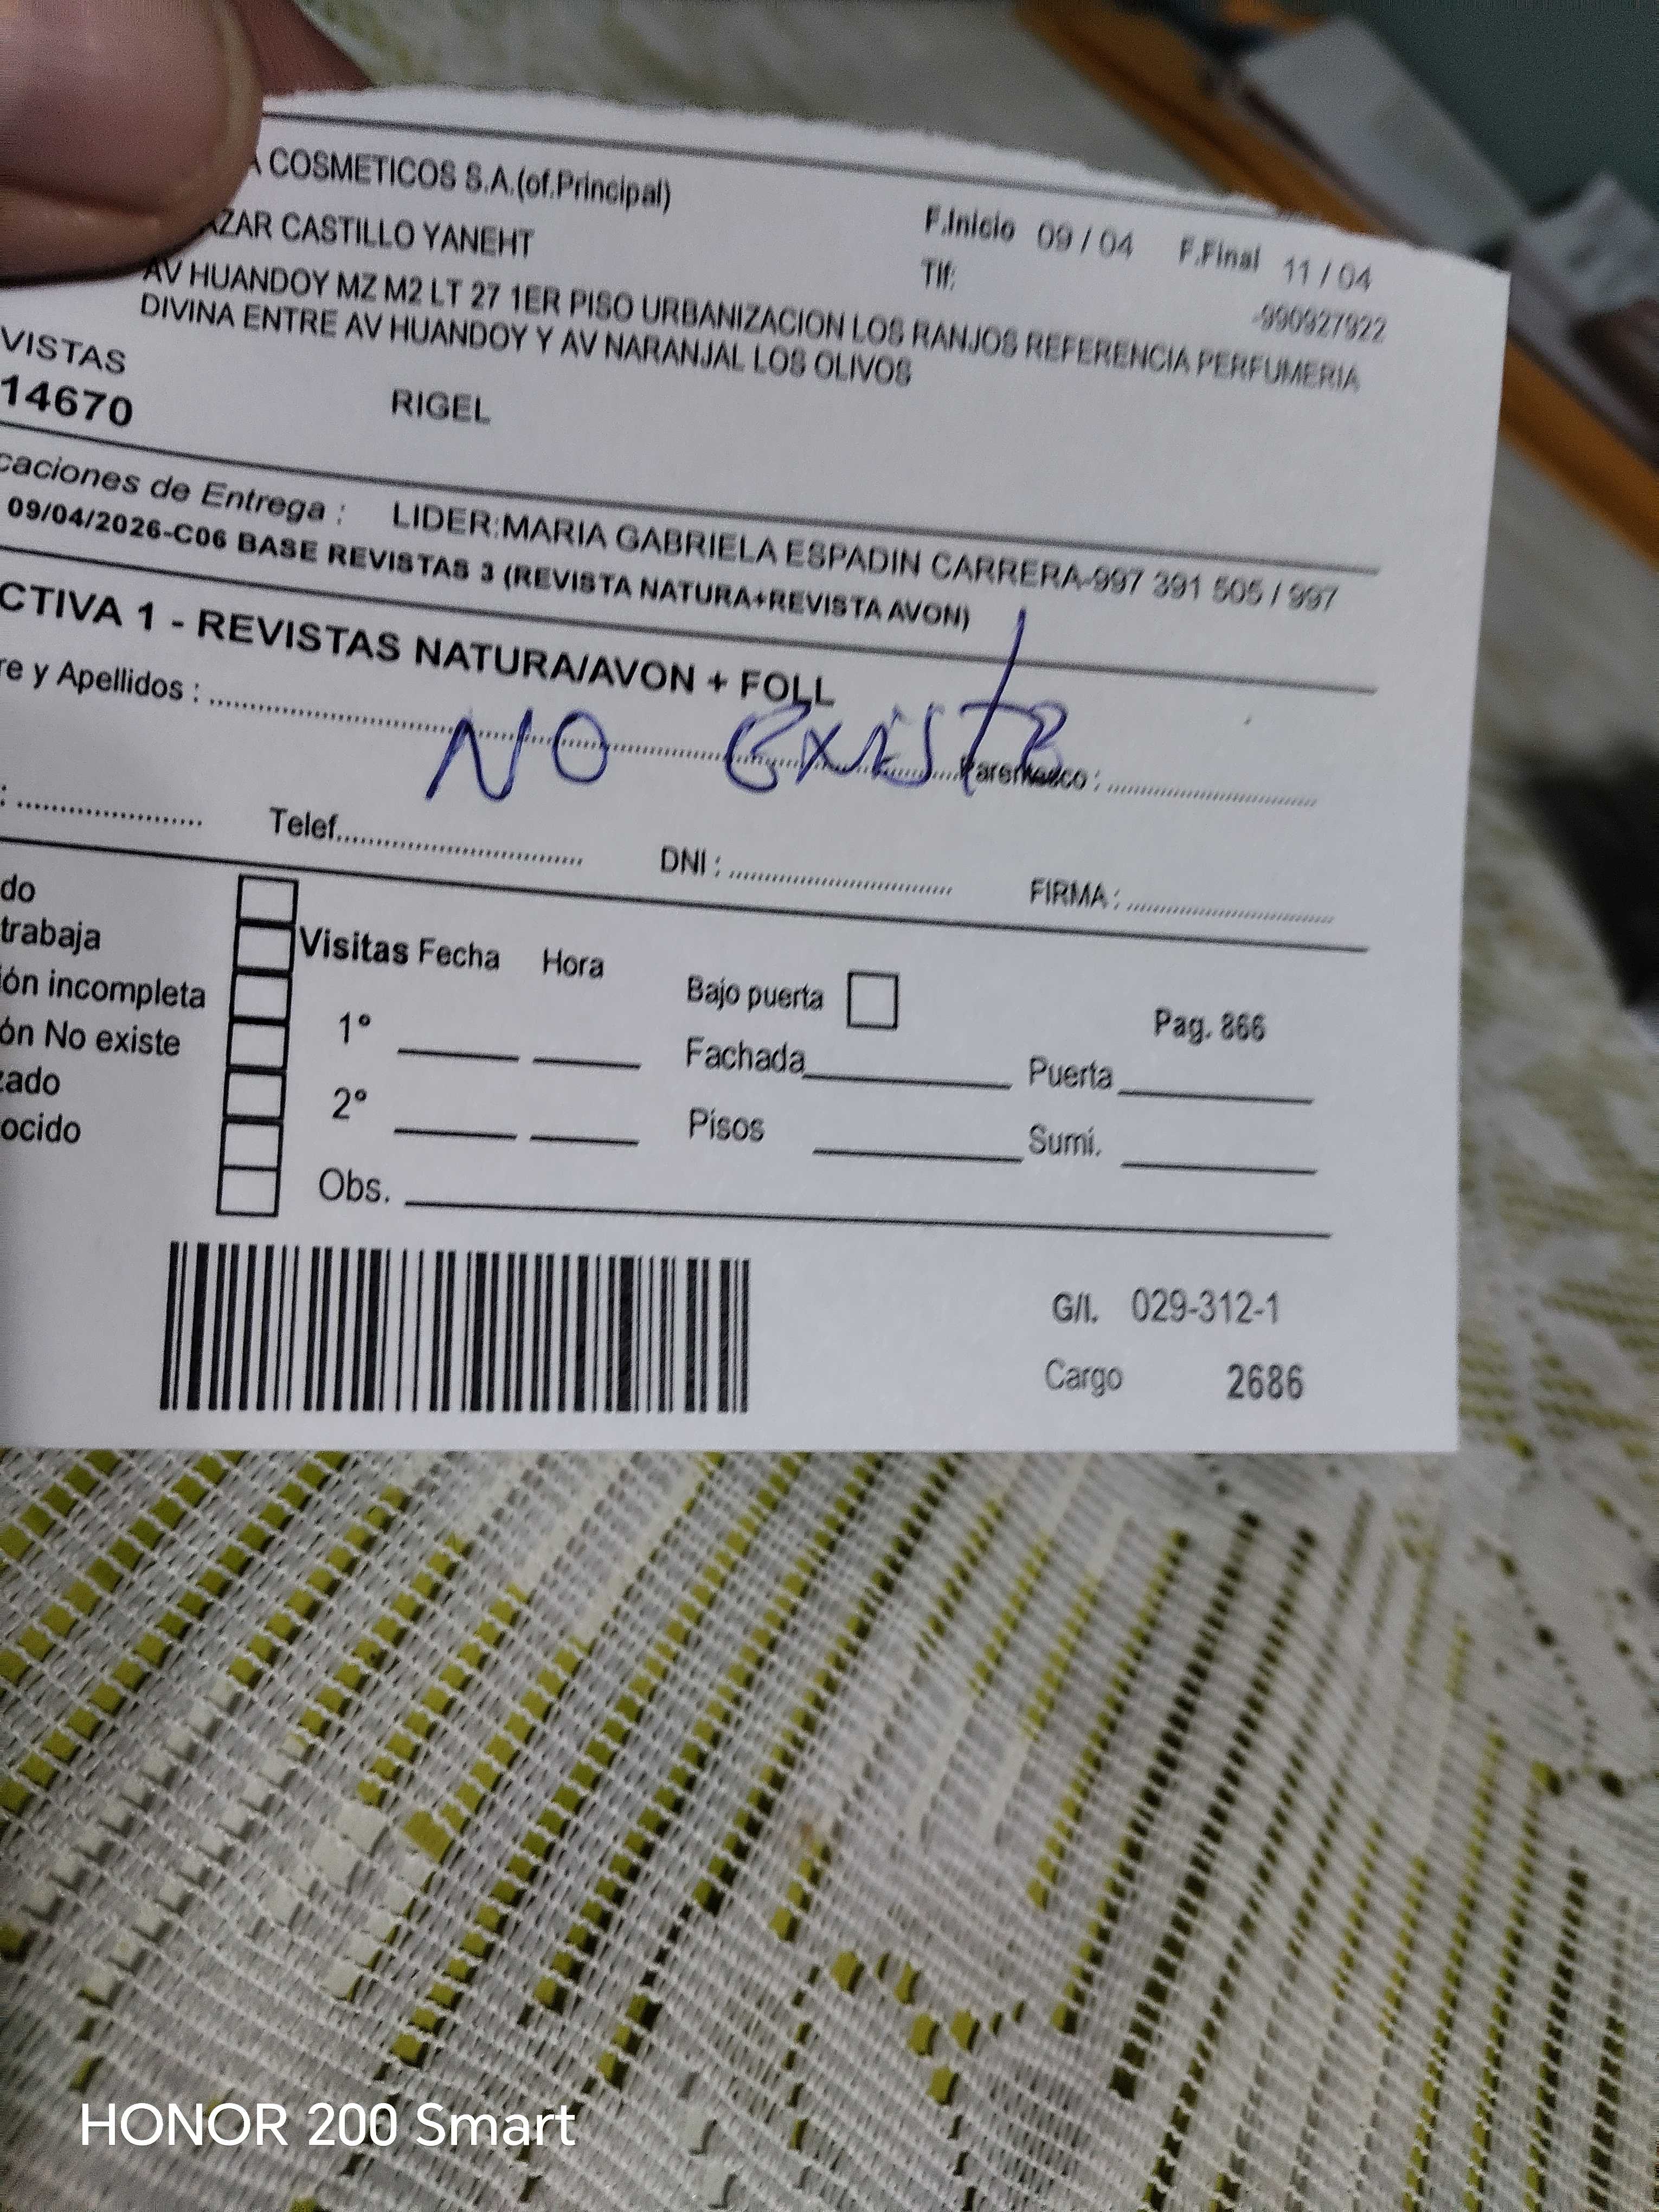 A COSMETICOS S.A.(of.Principal)
F.Inicio 09 / 04 F.Final 11 / 04
AZAR CASTILLO YANEHT
Tlf: -990927922
AV HUANDOY MZ M2 LT 27 1ER PISO URBANIZACION LOS RANJOS REFERENCIA PERFUMERIA
DIVINA ENTRE AV HUANDOY Y AV NARANJAL LOS OLIVOS
VISTAS
14670 RIGEL
caciones de Entrega : LIDER:MARIA GABRIELA ESPADIN CARRERA-997 391 505 / 997
09/04/2026-C06 BASE REVISTAS 3 (REVISTA NATURA+REVISTA AVON)
CTIVA 1 - REVISTAS NATURA/AVON + FOLL
re y Apellidos : Parentezco :
NO EXISTE
: Telef. DNI : FIRMA :
do
trabaja
ión incompleta
ón No existe
zado
ocido
Visitas Fecha Hora
1°
2°
Obs.
Bajo puerta
Fachada Puerta
Pisos Sumi.
Pag. 866
G/I. 029-312-1
Cargo 2686
HONOR 200 Smart